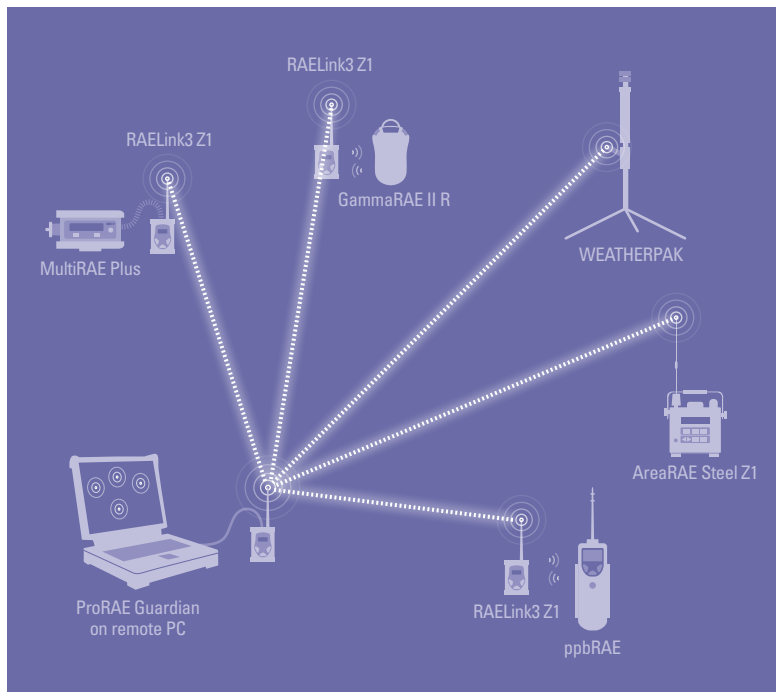 RAELink3 Z1
RAELink3 Z1
GammaRAE II R
MultiRAE Plus
WEATHERPAK
AreaRAE Steel Z1
ProRAE Guardian
on remote PC
RAELink3 Z1
ppbRAE